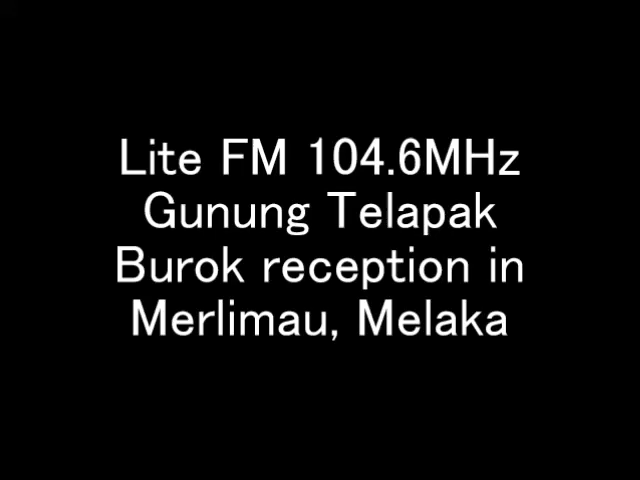 Lite FM 104.6MHz
Gunung Telapak
Burok reception in
Merlimau, Melaka